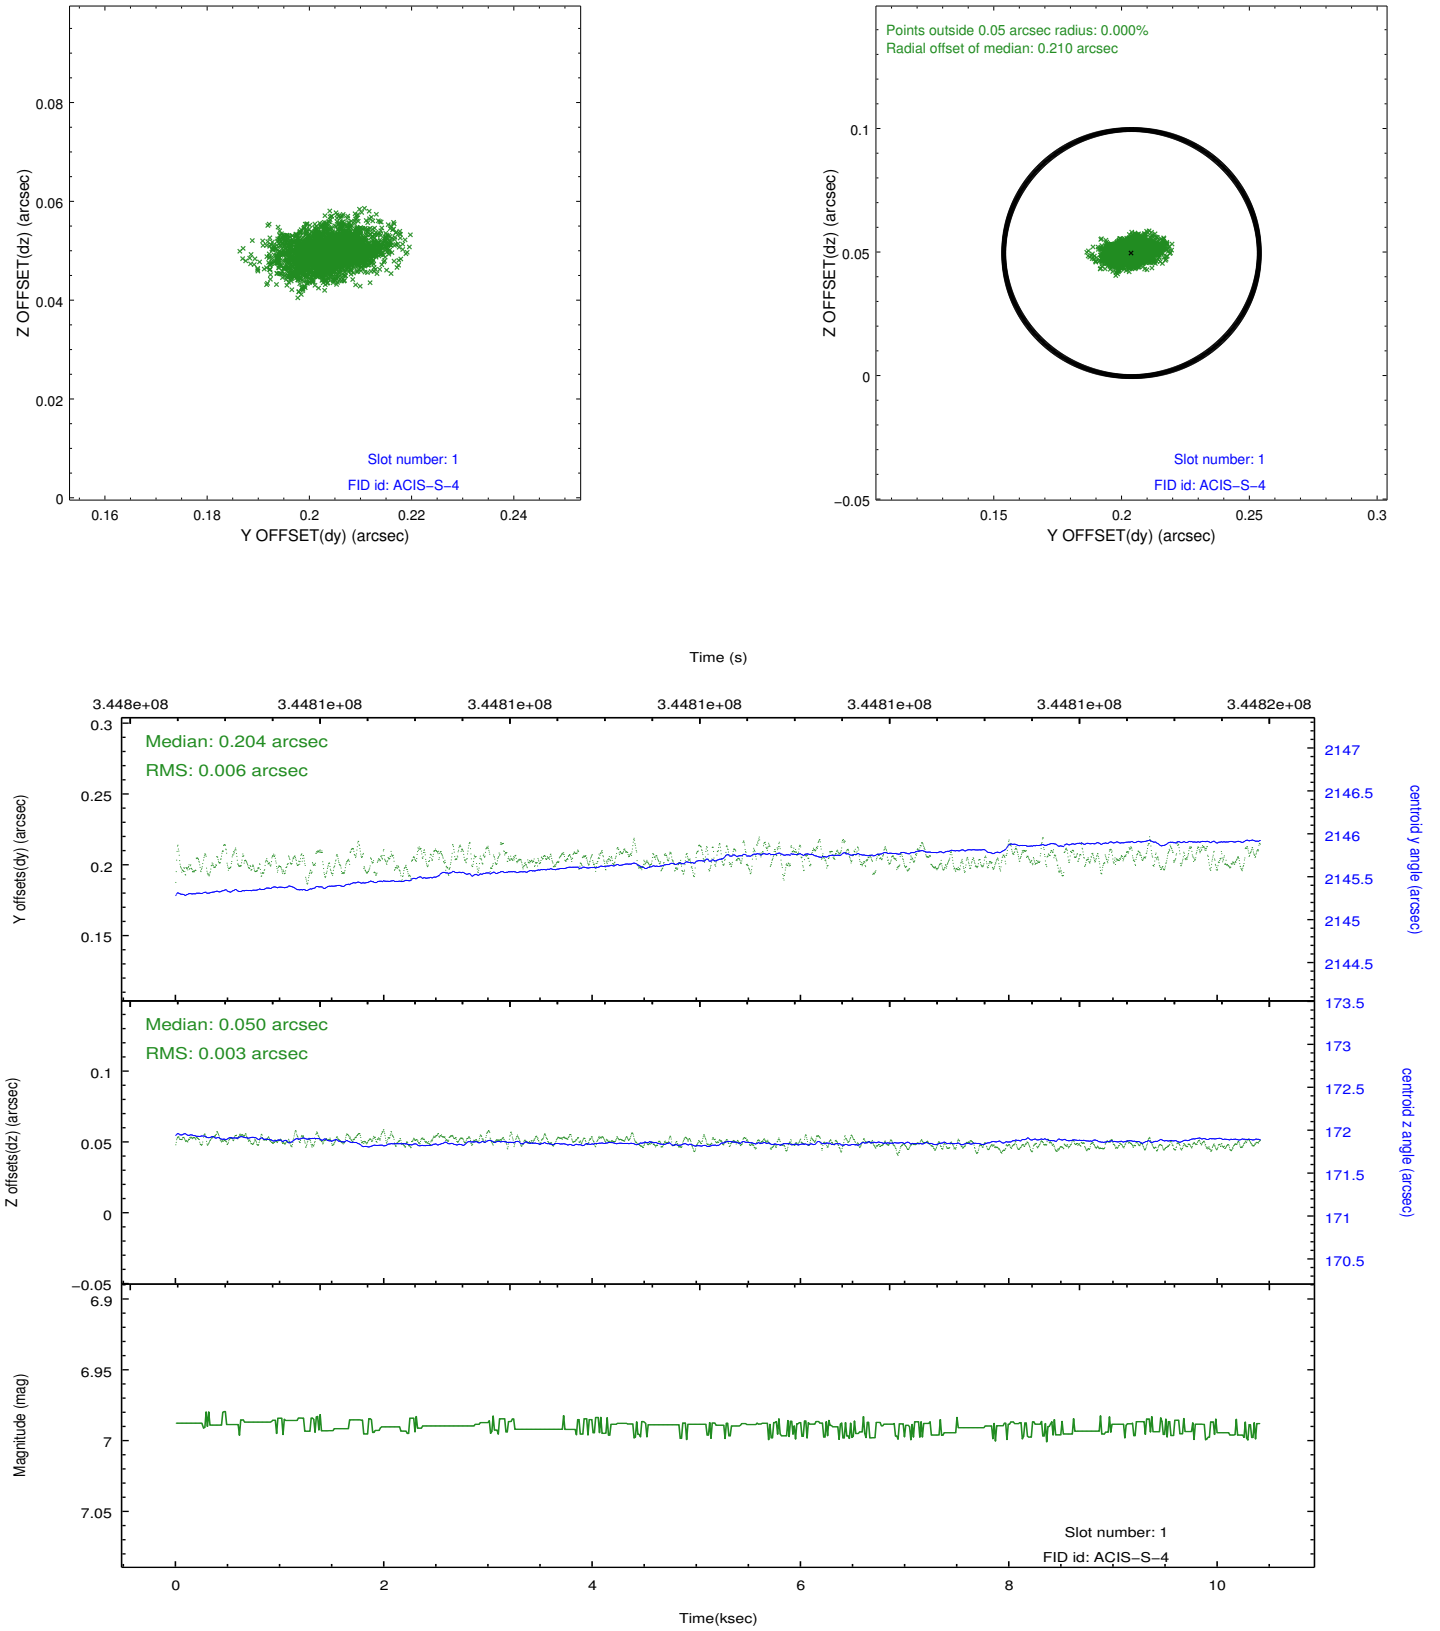 0.08
0.06
0.04
0.02
0
Z OFFSET(dz) (arcsec)
Slot number: 1
FID id: ACIS−S−4
0.16 0.18 0.2 0.22 0.24
Y OFFSET(dy) (arcsec)
Points outside 0.05 arcsec radius: 0.000%
Radial offset of median: 0.210 arcsec
0.1
0.05
0
−0.05
Z OFFSET(dz) (arcsec)
Slot number: 1
FID id: ACIS−S−4
0.15 0.2 0.25 0.3
Y OFFSET(dy) (arcsec)
Time (s)
3.448e+08 3.4481e+08 3.4481e+08 3.4481e+08 3.4481e+08 3.4481e+08 3.4482e+08
Median: 0.204 arcsec
RMS: 0.006 arcsec
0.3
0.25
0.2
0.15
Y offsets(dy) (arcsec)
2147
2146.5
2146
2145.5
2145
2144.5
centroid y angle (arcsec)
Median: 0.050 arcsec
RMS: 0.003 arcsec
0.1
0.05
0
−0.05
Z offsets(dz) (arcsec)
173.5
173
172.5
172
171.5
171
170.5
centroid z angle (arcsec)
6.9
6.95
7
7.05
Magnitude (mag)
Slot number: 1
FID id: ACIS−S−4
0 2 4 6 8 10
Time(ksec)